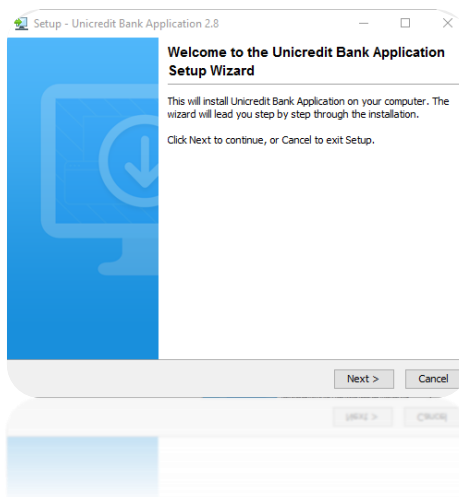 Setup - Unicredit Bank Application 2.8
Welcome to the Unicredit Bank Application
Setup Wizard
This will install Unicredit Bank Application on your computer. The
wizard will lead you step by step through the installation.
Click Next to continue, or Cancel to exit Setup.
Next >
Cancel